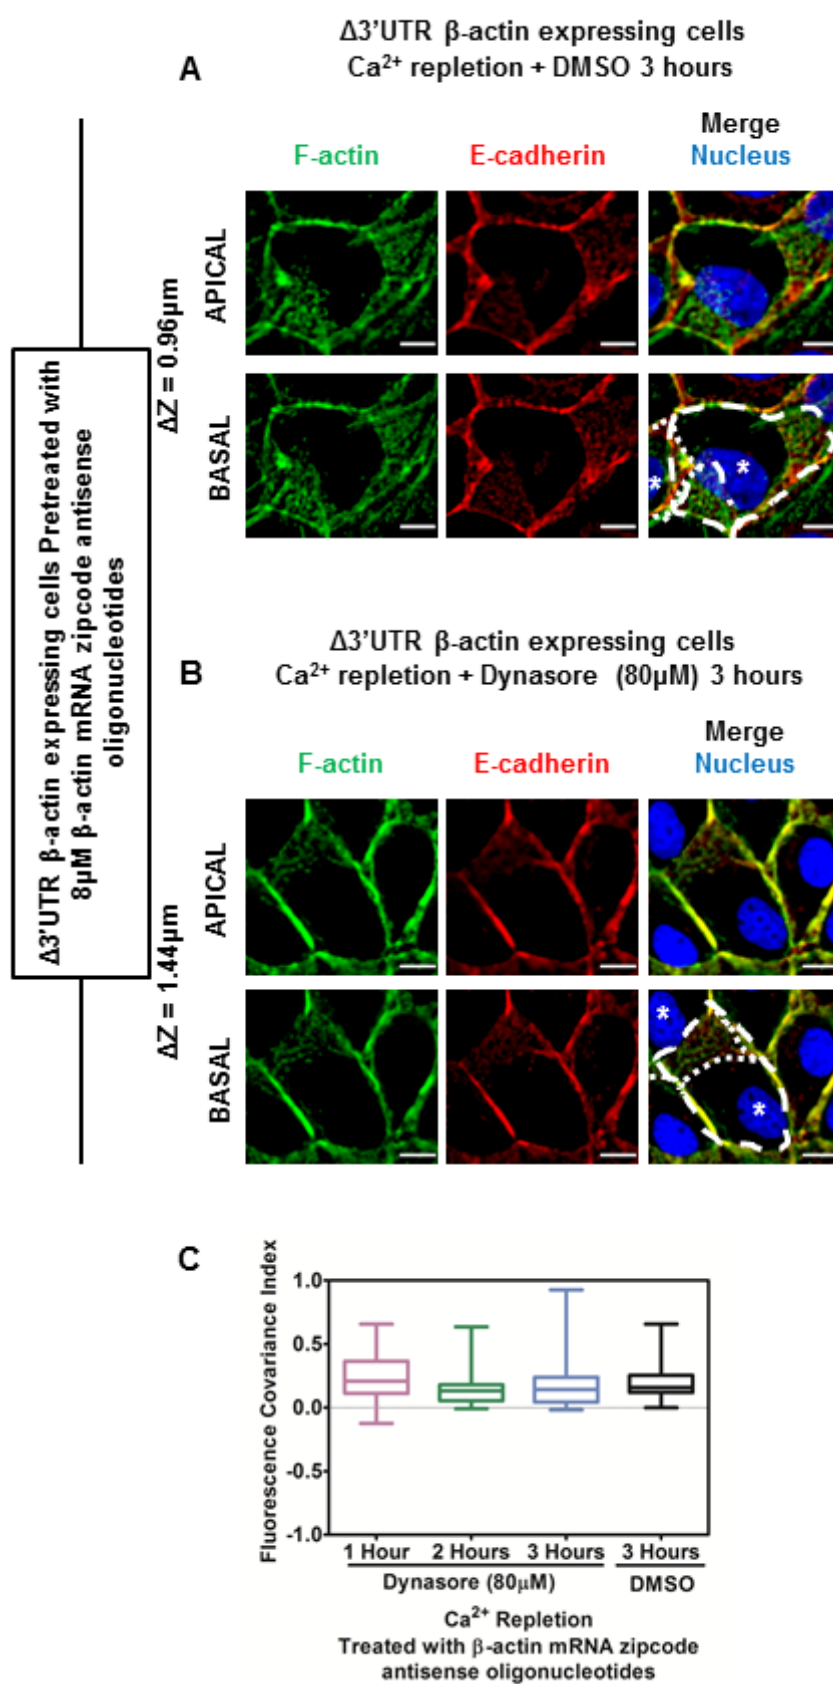 A
Δ3'UTR β-actin expressing cells
Ca²⁺ repletion + DMSO 3 hours
F-actin
E-cadherin
Merge
Nucleus
APICAL
BASAL
ΔZ = 0.96µm
*
*
Δ3'UTR β-actin expressing cells Pretreated with
8µM β-actin mRNA zipcode antisense
oligonucleotides
B
Δ3'UTR β-actin expressing cells
Ca²⁺ repletion + Dynasore (80µM) 3 hours
F-actin
E-cadherin
Merge
Nucleus
APICAL
BASAL
ΔZ = 1.44µm
*
*
C
Fluorescence Covariance Index
1.0
0.5
0.0
-0.5
-1.0
1 Hour 2 Hours 3 Hours 3 Hours
Dynasore (80µM) DMSO
Ca²⁺ Repletion
Treated with β-actin mRNA zipcode
antisense oligonucleotides